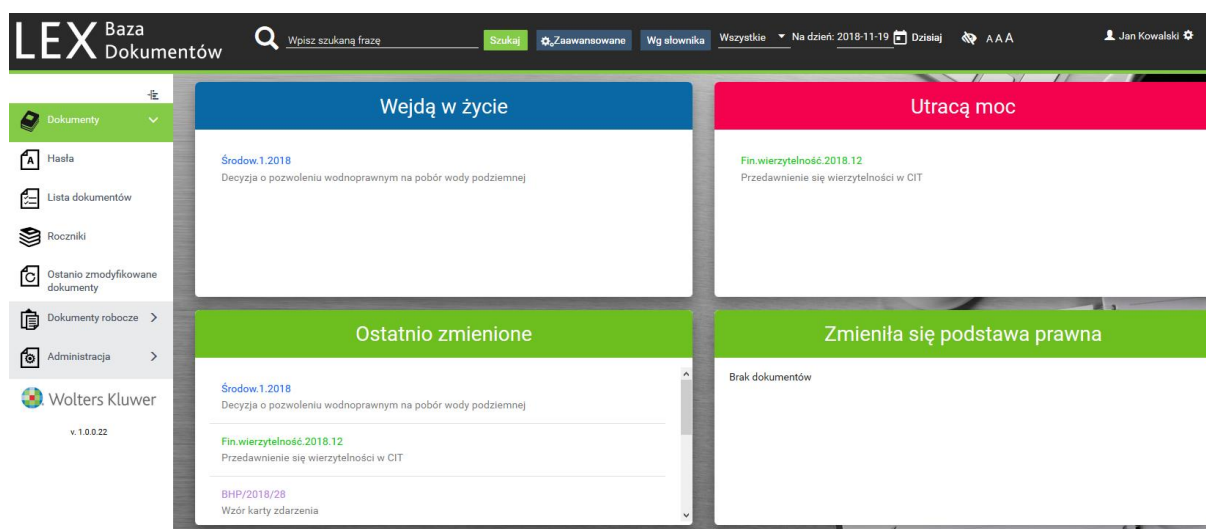 LEX Baza Dokumentów
Wpisz szukaną frazę
Szukaj
Zaawansowane
Wg słownika
Wszystkie
Na dzień: 2018-11-19
Dzisiaj
A A A
Jan Kowalski
Dokumenty
Hasła
Lista dokumentów
Roczniki
Ostanio zmodyfikowane
dokumenty
Dokumenty robocze
Administracja
Wolters Kluwer
v. 1.0.0.22
Wejdą w życie
Środow.1.2018
Decyzja o pozwoleniu wodnoprawnym na pobór wody podziemnej
Utracą moc
Fin.wierzytelność.2018.12
Przedawnienie się wierzytelności w CIT
Ostatnio zmienione
Środow.1.2018
Decyzja o pozwoleniu wodnoprawnym na pobór wody podziemnej
Fin.wierzytelność.2018.12
Przedawnienie się wierzytelności w CIT
BHP/2018/28
Wzór karty zdarzenia
Zmieniła się podstawa prawna
Brak dokumentów